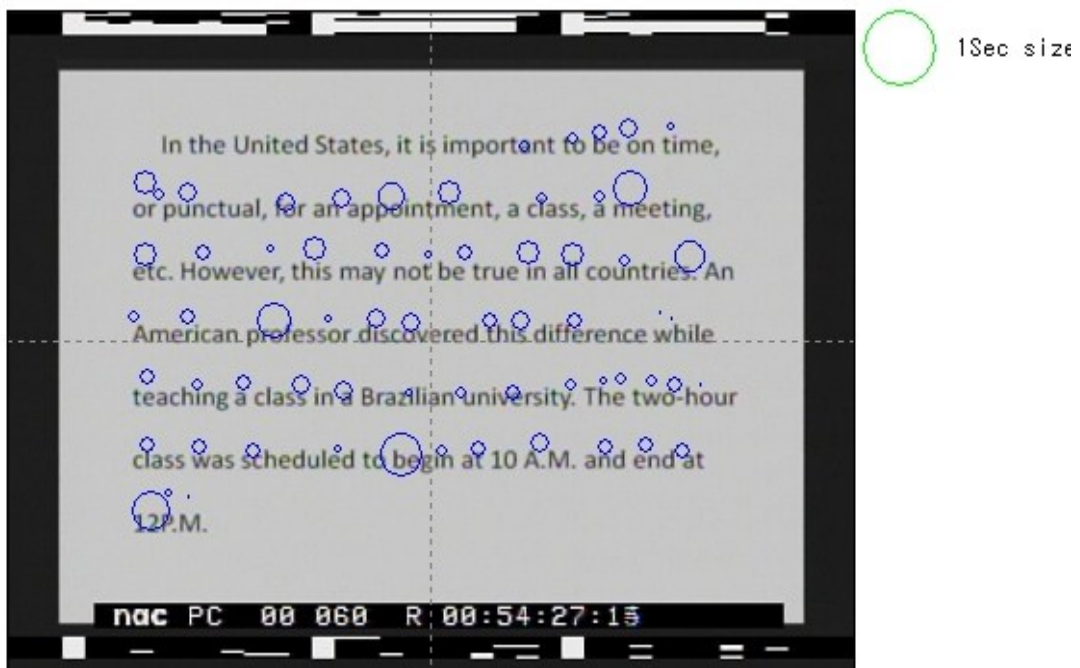 1Sec size
In the United States, it is important to be on time,
or punctual, for an appointment, a class, a meeting,
etc. However, this may not be true in all countries. An
American professor discovered this difference while
teaching a class in a Brazilian university. The two-hour
class was scheduled to begin at 10 A.M. and end at
12P.M.
nac PC 00 060 R 00:54:27: